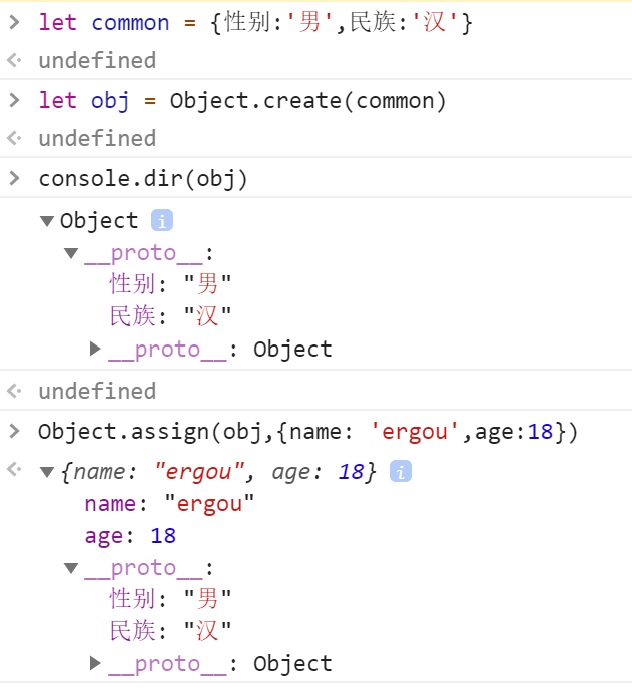 > let common = {性别:'男',民族:'汉'}
< undefined
> let obj = Object.create(common)
< undefined
> console.dir(obj)
▼Object i
▼__proto__:
性别: "男"
民族: "汉"
▶__proto__: Object
< undefined
> Object.assign(obj,{name: 'ergou',age:18})
< ▼{name: "ergou", age: 18} i
name: "ergou"
age: 18
▼__proto__:
性别: "男"
民族: "汉"
▶__proto__: Object